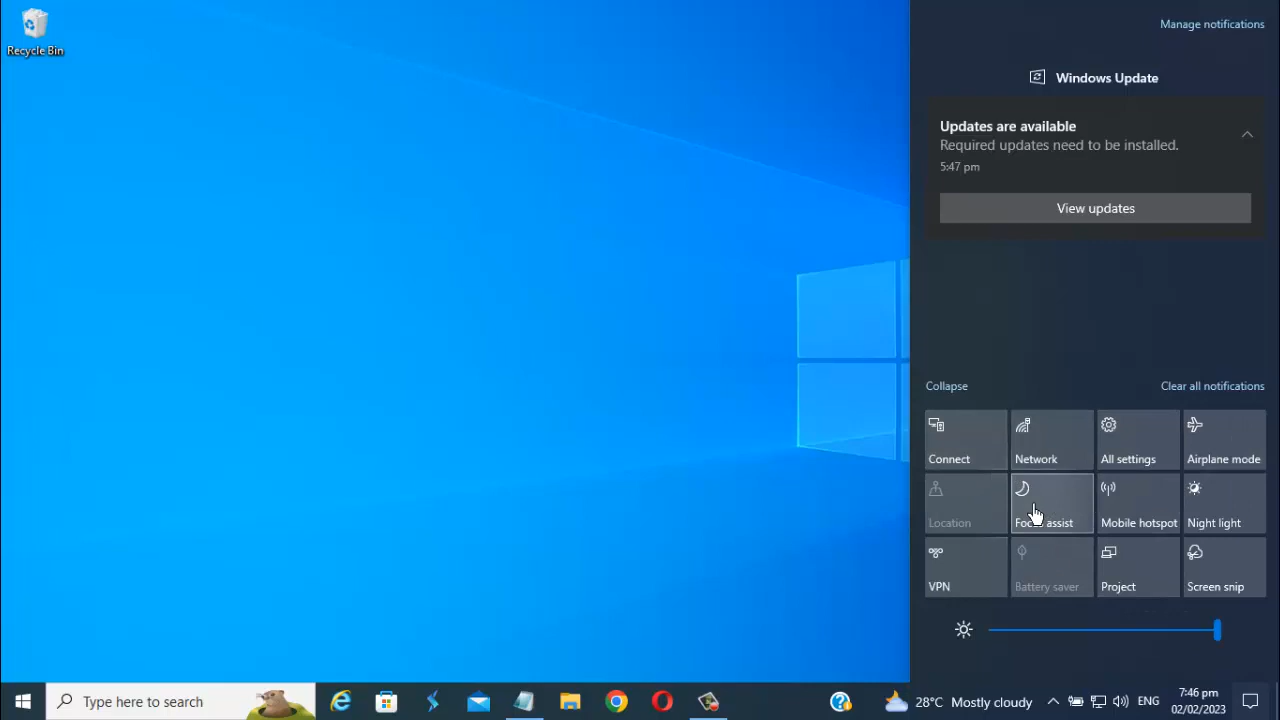 Recycle Bin
Manage notifications
Windows Update
Updates are available
Required updates need to be installed.
5:47 pm
View updates
Collapse
Clear all notifications
Connect
Network
All settings
Airplane mode
Location
Focus assist
Mobile hotspot
Night light
VPN
Battery saver
Project
Screen snip
Type here to search
28°C Mostly cloudy
ENG
7:46 pm
02/02/2023